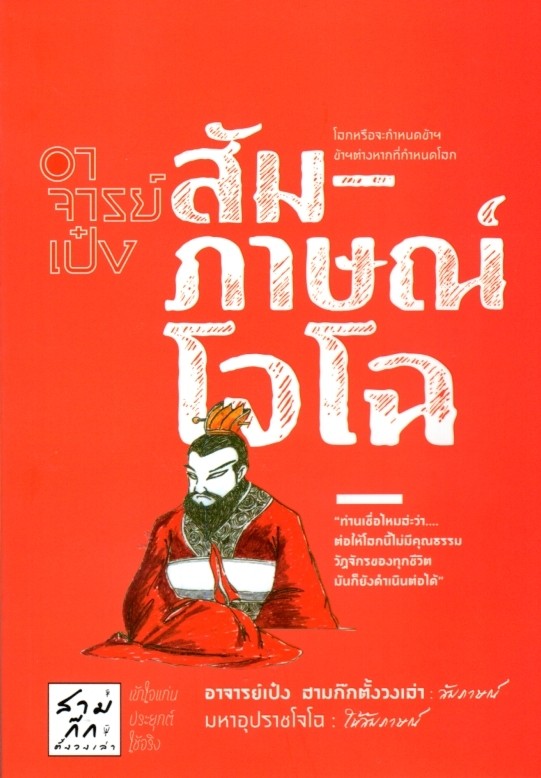 โลกหรือจะกำหนดข้าฯ
ข้าฯต่างหากที่กำหนดโลก
อา
จารย์
เป๋ง
สัม-
ภาษณ์
โจโฉ
"ท่านเชื่อไหมฮะว่า....
ต่อให้โลกนี้ไม่มีคุณธรรม
วัฏจักรของทุกชีวิต
มันก็ยังดำเนินต่อได้"
สาม
ก๊ก
ตั้งวงเล่า
เข้าใจแก่น
ประยุกต์
ใช้จริง
อาจารย์เป๋ง สามก๊กตั้งวงเล่า : สัมภาษณ์
มหาอุปราชโจโฉ : ให้สัมภาษณ์